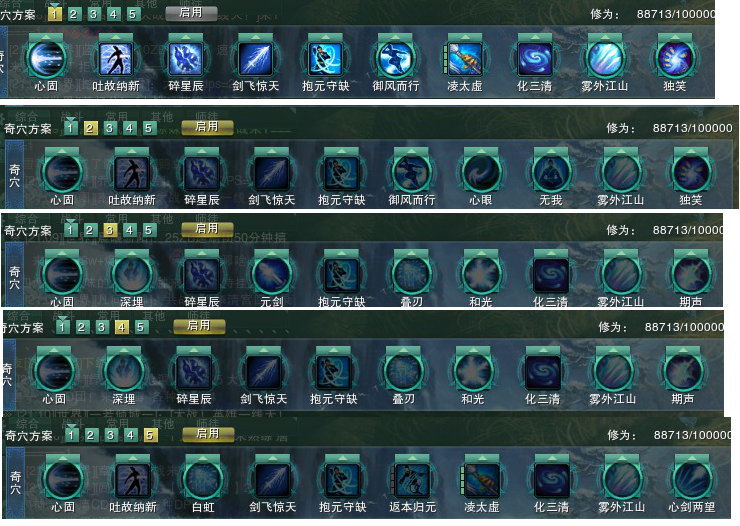 穴方案 1 2 3 4 5 启用 修为： 88713/100000
奇穴
心固 吐故纳新 碎星辰 剑飞惊天 抱元守缺 御风而行 凌太虚 化三清 雾外江山 独笑
奇穴方案 1 2 3 4 5 启用 修为： 88713/100000
奇穴
心固 吐故纳新 碎星辰 剑飞惊天 抱元守缺 御风而行 心眼 无我 雾外江山 独笑
综合 战斗 常用 其他 师徒
奇穴方案 1 2 3 4 5 启用 修为： 88713/100000
奇穴
心固 深埋 碎星辰 元剑 抱元守缺 叠刃 和光 化三清 雾外江山 期声
奇穴方案 1 2 3 4 5 启用 修为： 88713/100000
奇穴
心固 深埋 碎星辰 剑飞惊天 抱元守缺 叠刃 和光 化三清 雾外江山 期声
奇穴方案 1 2 3 4 5 启用 修为： 88713/100000
奇穴
心固 吐故纳新 白虹 剑飞惊天 抱元守缺 返本归元 凌太虚 化三清 雾外江山 心剑两望